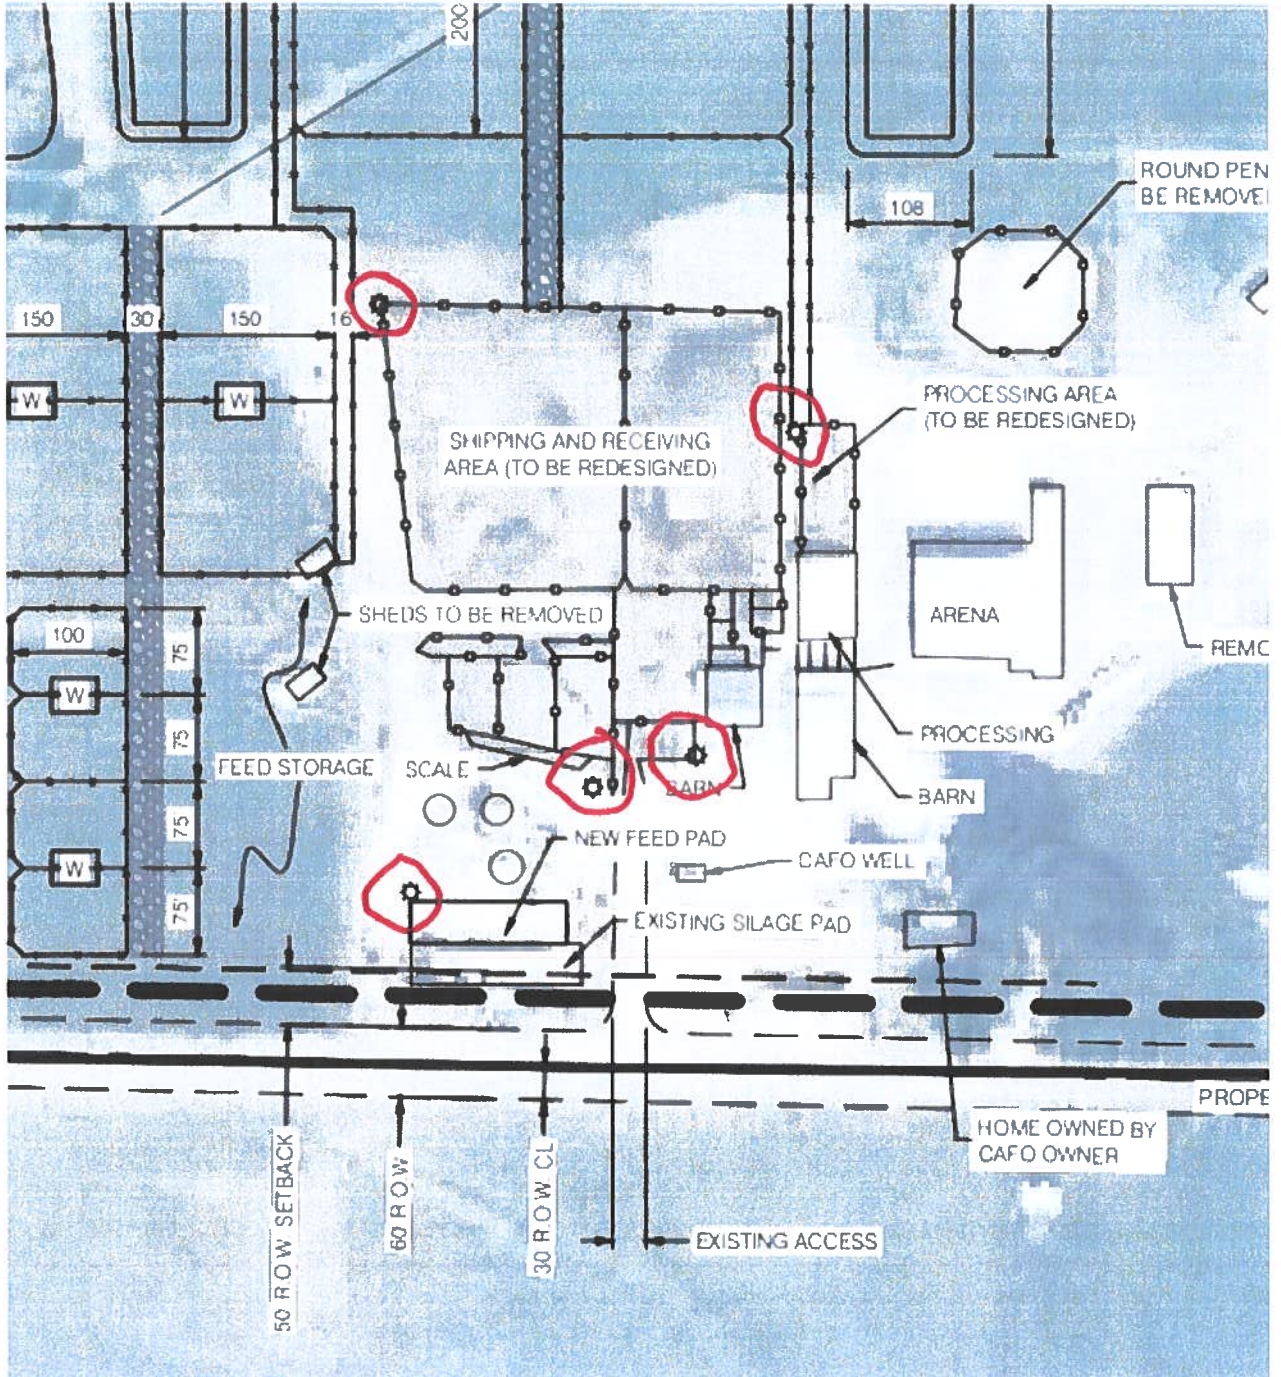 200
ROUND PEN
BE REMOVE
108
150
30
150
16
W
W
PROCESSING AREA
(TO BE REDESIGNED)
SHIPPING AND RECEIVING
AREA (TO BE REDESIGNED)
SHEDS TO BE REMOVED
ARENA
100
75
REMO
W
75
PROCESSING
FEED STORAGE
SCALE
75
BARN
BARN
NEW FEED PAD
CAFO WELL
W
75'
EXISTING SILAGE PAD
PROPE
HOME OWNED BY
CAFO OWNER
50 R.O.W SETBACK
60 R.O.W
30 R.O.W CL
EXISTING ACCESS